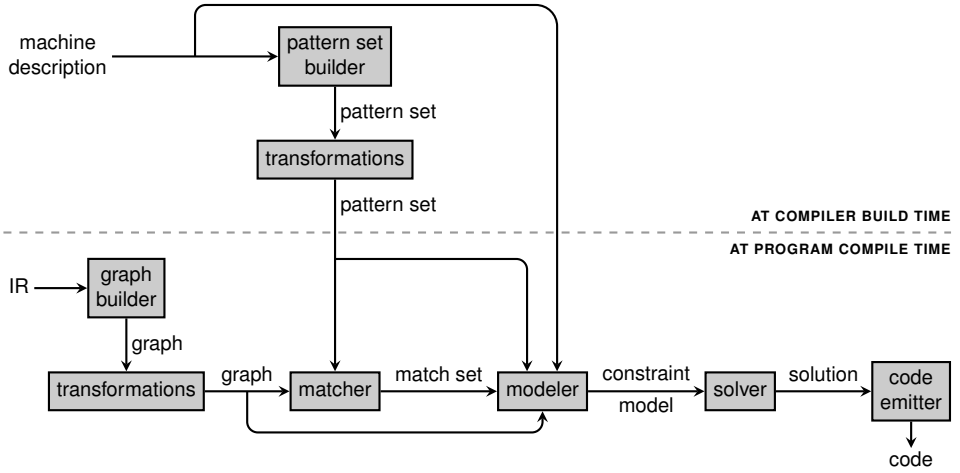 machine
description
pattern set
builder
pattern set
transformations
pattern set
AT COMPILER BUILD TIME
AT PROGRAM COMPILE TIME
IR
graph
builder
graph
transformations
graph
matcher
match set
modeler
constraint
model
solver
solution
code
emitter
code